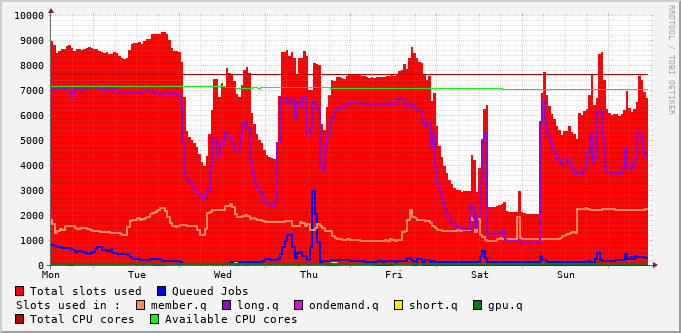 10000
9000
8000
7000
6000
5000
4000
3000
2000
1000
0
Mon Tue Wed Thu Fri Sat Sun
RRDTOOL / TOBI OETIKER
Total slots used Queued Jobs
Slots used in : member.q long.q ondemand.q short.q gpu.q
Total CPU cores Available CPU cores